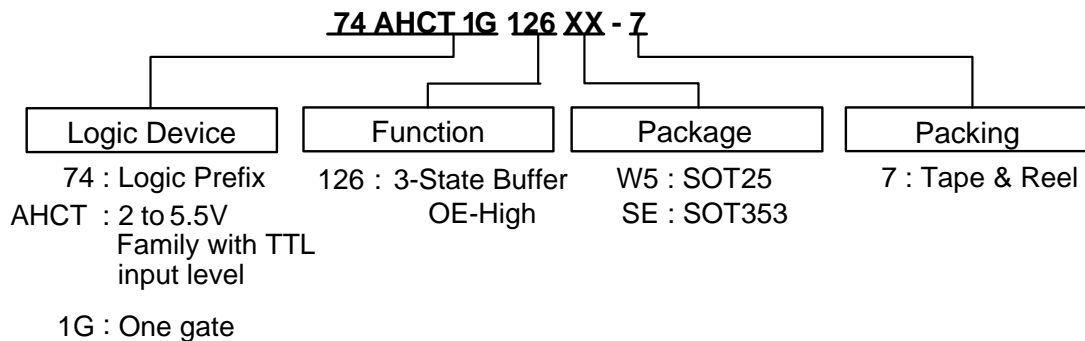 74 AHCT 1G 126 XX - 7
Logic Device
Function
Package
Packing
74 : Logic Prefix
AHCT : 2 to 5.5V
Family with TTL
input level
1G : One gate
126 : 3-State Buffer
OE-High
W5 : SOT25
SE : SOT353
7 : Tape & Reel